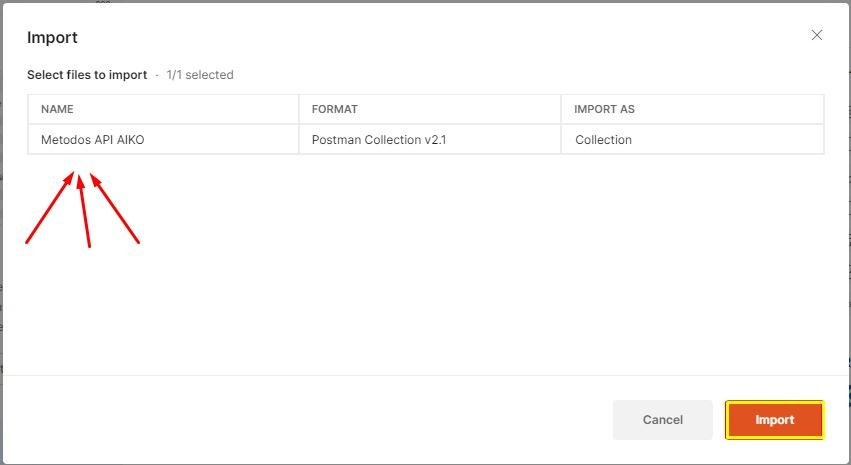 Import
Select files to import · 1/1 selected
NAME FORMAT IMPORT AS
Metodos API AIKO Postman Collection v2.1 Collection
Cancel Import